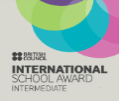 BRITISH
COUNCIL
INTERNATIONAL
SCHOOL AWARD
INTERMEDIATE